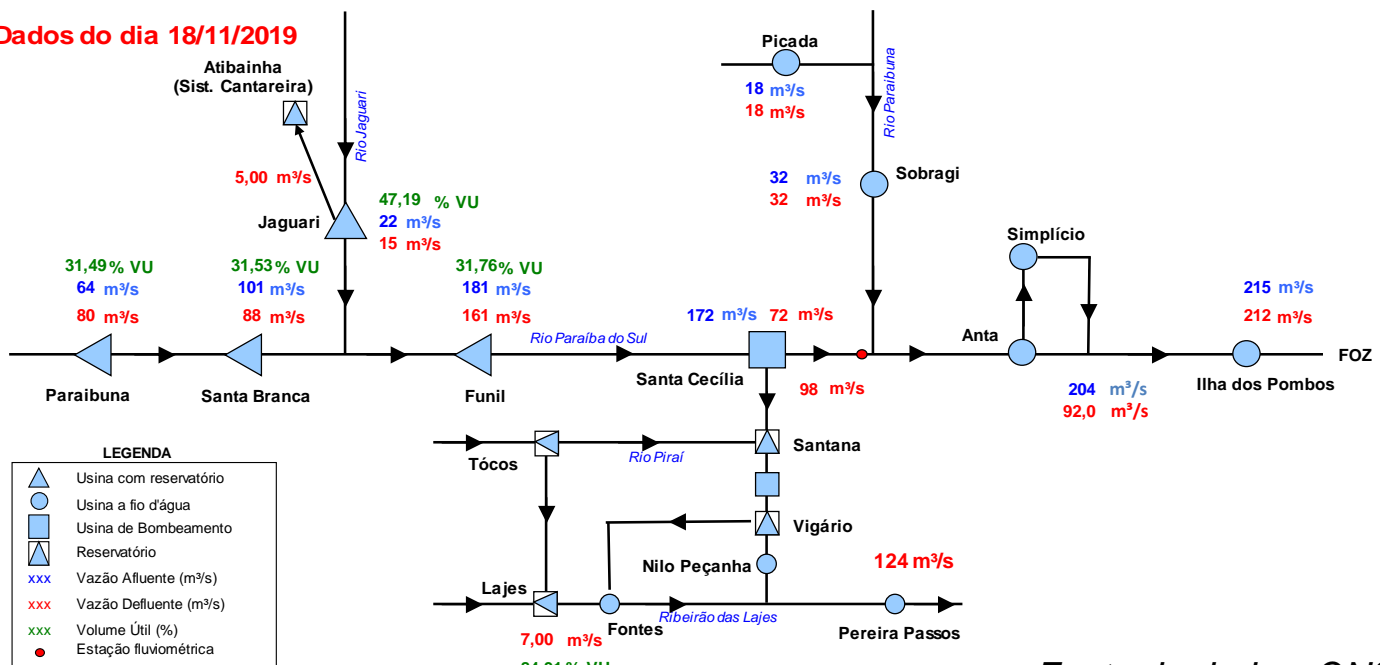 Dados do dia 18/11/2019
Atibainha
(Sist. Cantareira)
Rio Jaguari
5,00 m³/s
Jaguari
47,19 % VU
22 m³/s
15 m³/s
Picada
18 m³/s
18 m³/s
Rio Paraibuna
32 m³/s
32 m³/s
Sobragi
31,49 % VU
64 m³/s
80 m³/s
Paraibuna
31,53 % VU
101 m³/s
88 m³/s
Santa Branca
31,76 % VU
181 m³/s
161 m³/s
Funil
Rio Paraíba do Sul
172 m³/s 72 m³/s
Santa Cecília
98 m³/s
Simplício
Anta
204 m³/s
92,0 m³/s
215 m³/s
212 m³/s
Ilha dos Pombos
FOZ
Tócos
Rio Piraí
Santana
Vigário
Nilo Peçanha
124 m³/s
Lajes
7,00 m³/s
Fontes
Ribeirão das Lajes
Pereira Passos
LEGENDA
Usina com reservatório
Usina a fio d'água
Usina de Bombeamento
Reservatório
xxx Vazão Afluente (m³/s)
xxx Vazão Defluente (m³/s)
xxx Volume Útil (%)
Estação fluviométrica